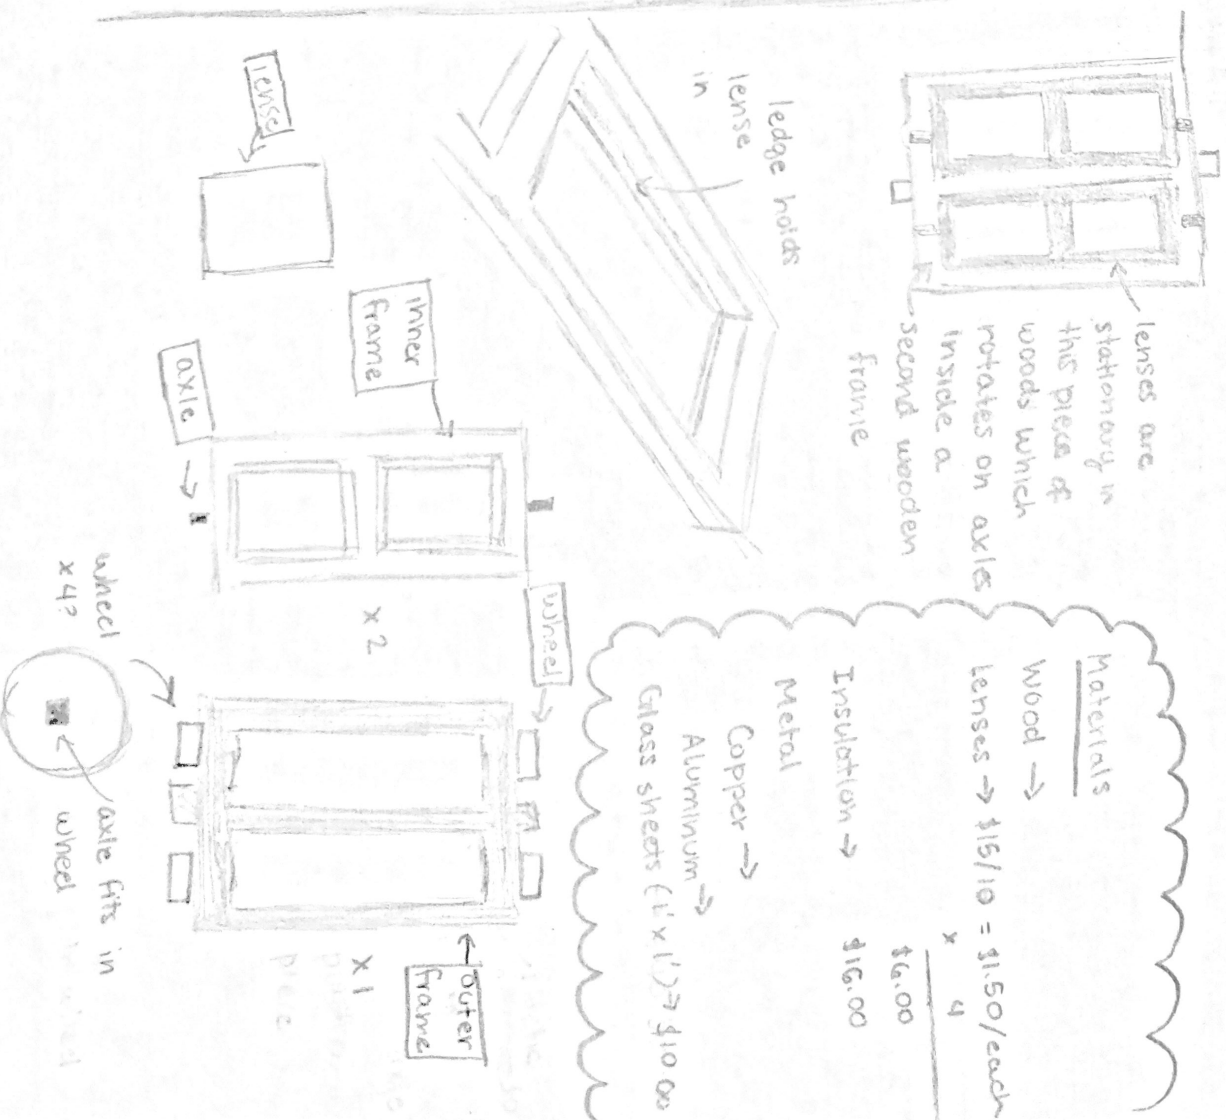 lenses are
stationary in
this piece of
woods which
rotates on axles
inside a
second wooden
frame
ledge holds
lense
in
lense
inner
frame
axle
x 2
wheel
wheel
x 4?
axle fits in
wheel
x 1
outer
frame
Materials
Wood →
Lenses → $15/10 = $1.50/each
x 4
$6.00
Insulation → $16.00
Metal
Copper →
Aluminum →
Glass sheets (1' x 1') → $10.00
piece
wheel